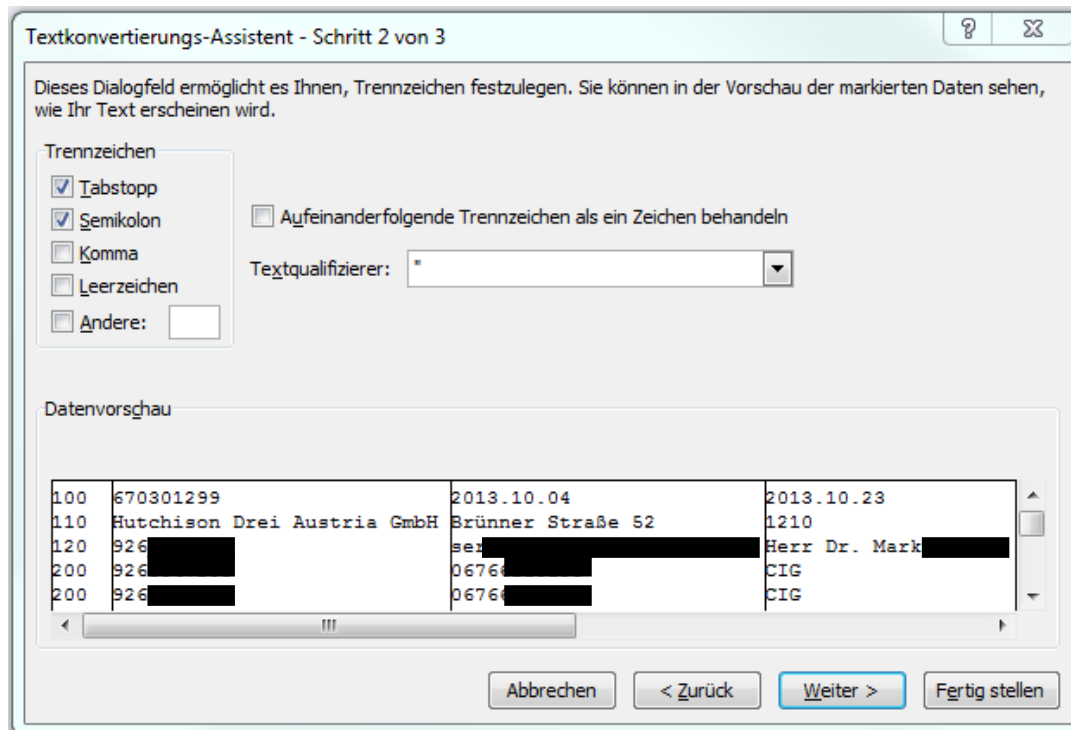 Textkonvertierungs-Assistent - Schritt 2 von 3
Dieses Dialogfeld ermöglicht es Ihnen, Trennzeichen festzulegen. Sie können in der Vorschau der markierten Daten sehen,
wie Ihr Text erscheinen wird.
Trennzeichen
Tabstopp
Semikolon
Komma
Leerzeichen
Andere:
Aufeinanderfolgende Trennzeichen als ein Zeichen behandeln
Textqualifizierer: "
Datenvorschau
100 670301299 2013.10.04 2013.10.23
110 Hutchison Drei Austria GmbH Brünner Straße 52 1210
120 926 ser Herr Dr. Mark
200 926 06766 CIG
200 926 06766 CIG
Abbrechen < Zurück Weiter > Fertig stellen